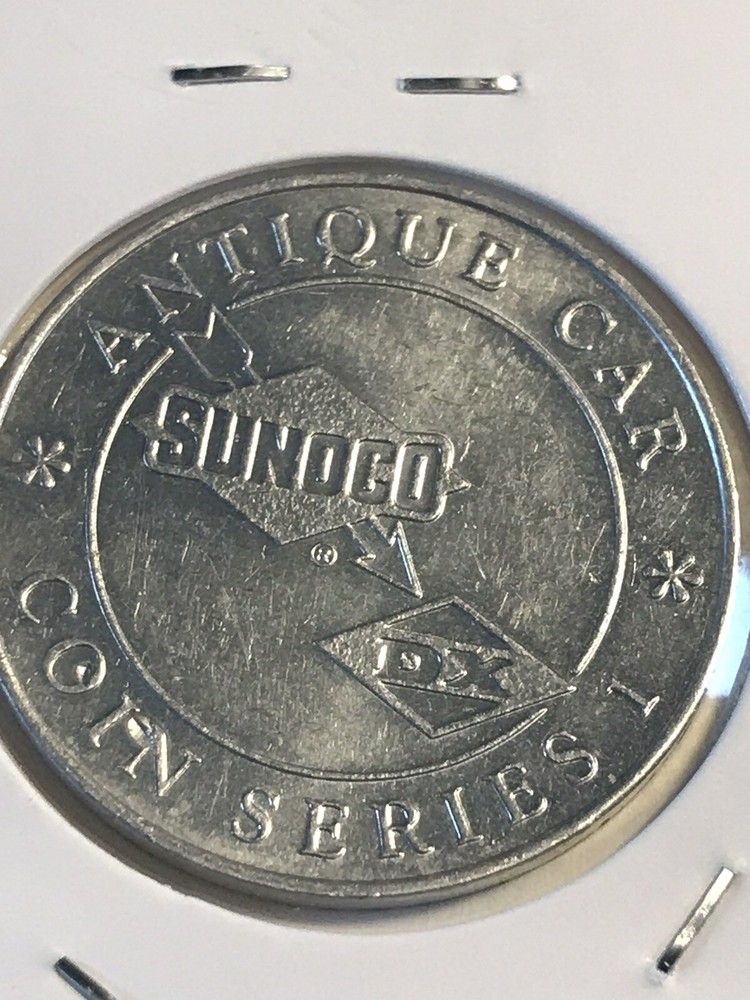 ANTIQUE CAR
SUNOCO
®
DX
* COIN SERIES 1 *